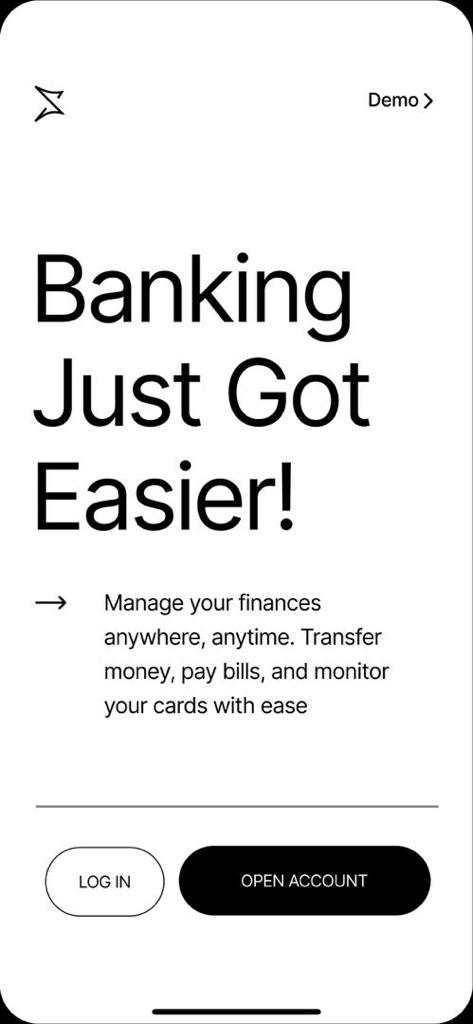 Demo
Banking
Just Got
Easier!
Manage your finances
anywhere, anytime. Transfer
money, pay bills, and monitor
your cards with ease
LOG IN
OPEN ACCOUNT